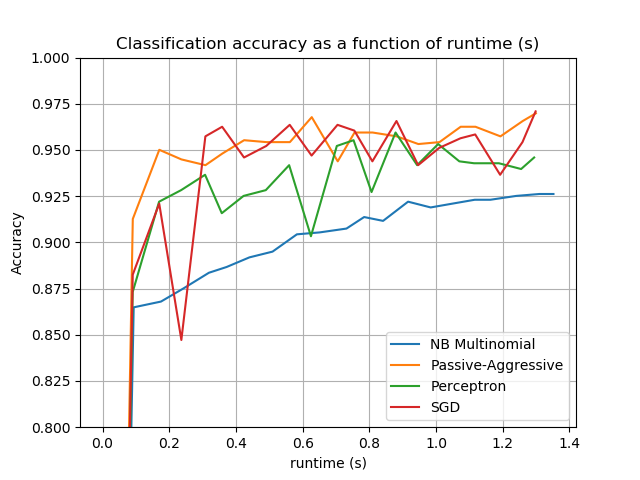 Classification accuracy as a function of runtime (s)
1.000
0.975
0.950
0.925
0.900
0.875
0.850
0.825
0.800
Accuracy
NB Multinomial
Passive-Aggressive
Perceptron
SGD
0.0 0.2 0.4 0.6 0.8 1.0 1.2 1.4
runtime (s)